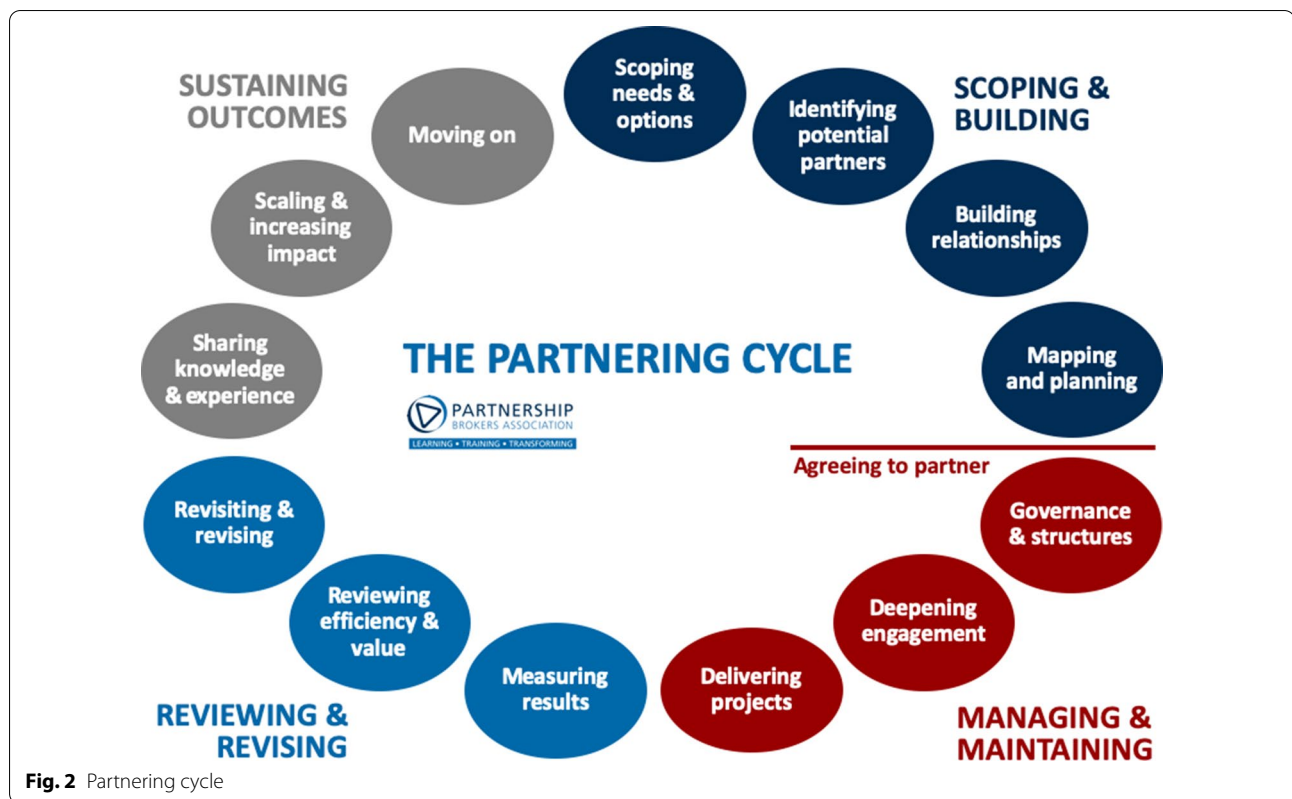 SUSTAINING
OUTCOMES
Moving on
Scoping
needs &
options
Identifying
potential
partners
SCOPING &
BUILDING
Scaling &
increasing
impact
Building
relationships
Sharing
knowledge
& experience
THE PARTNERING CYCLE
PARTNERSHIP
BROKERS ASSOCIATION
LEARNING • TRAINING • TRANSFORMING
Mapping
and planning
Agreeing to partner
Revisiting &
revising
Governance
& structures
Reviewing
efficiency &
value
Deepening
engagement
Measuring
results
Delivering
projects
REVIEWING &
REVISING
MANAGING &
MAINTAINING
Fig. 2 Partnering cycle